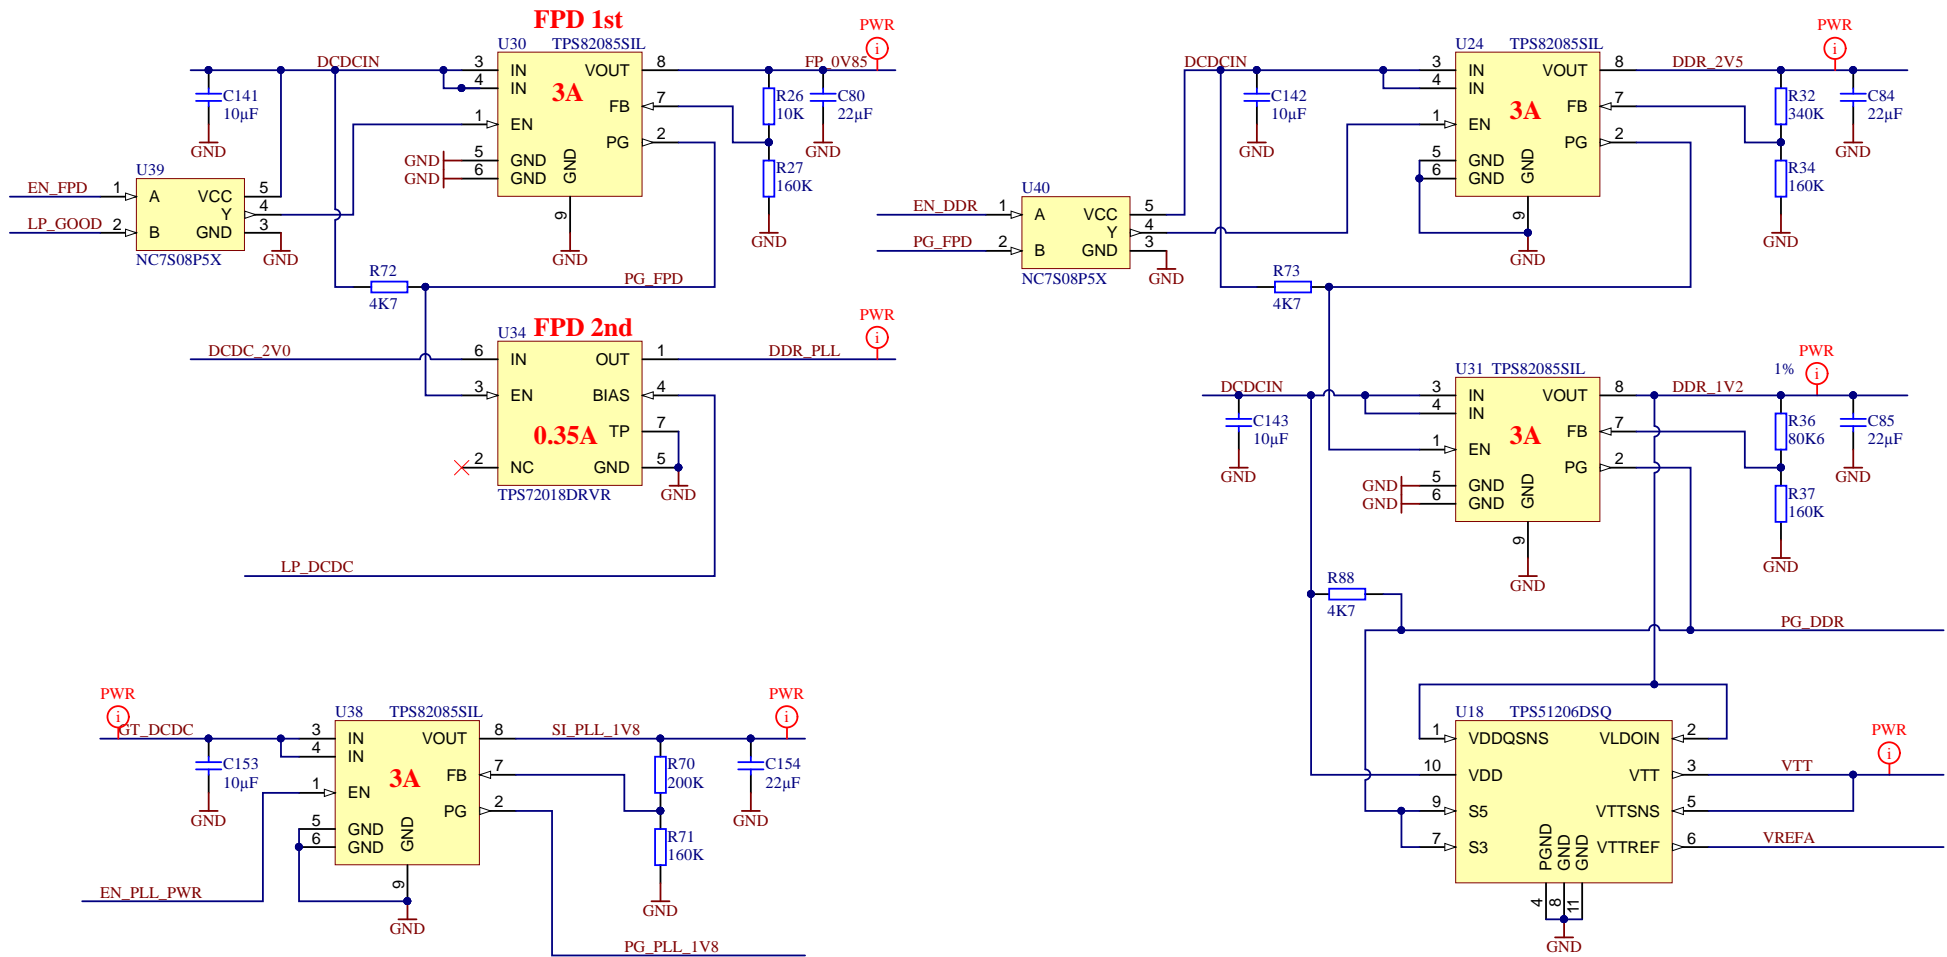 FPD 1st
U30 TPS82085SIL
PWR
DCDCIN
3 IN VOUT 8
FP_0V85
4 IN
3A
FB 7
1 EN
PG 2
5 GND
6 GND
GND
9
GND
GND
GND
C141
10µF
GND
R26
10K
C80
22µF
GND
R27
160K
GND
U39
EN_FPD
1 A VCC 5
Y 4
LP_GOOD
2 B GND 3
NC7S08P5X
GND
R72
4K7
PG_FPD
U34 FPD 2nd
PWR
DCDC_2V0
6 IN OUT 1
DDR_PLL
3 EN BIAS 4
0.35A
TP 7
2 NC GND 5
TPS72018DRVR
GND
LP_DCDC
PWR
U38 TPS82085SIL
PWR
GT_DCDC
3 IN VOUT 8
SI_PLL_1V8
4 IN
3A
FB 7
1 EN
PG 2
5 GND
6 GND
GND
9
GND
C153
10µF
GND
R70
200K
C154
22µF
GND
R71
160K
GND
EN_PLL_PWR
PG_PLL_1V8
U24 TPS82085SIL
PWR
DCDCIN
3 IN VOUT 8
DDR_2V5
4 IN
3A
FB 7
1 EN
PG 2
5 GND
6 GND
GND
9
GND
C142
10µF
GND
R32
340K
C84
22µF
GND
R34
160K
GND
U40
EN_DDR
1 A VCC 5
Y 4
PG_FPD
2 B GND 3
NC7S08P5X
GND
R73
4K7
U31 TPS82085SIL
1%
PWR
DCDCIN
3 IN VOUT 8
DDR_1V2
4 IN
3A
FB 7
1 EN
PG 2
5 GND
6 GND
GND
9
GND
GND
GND
C143
10µF
GND
R36
80K6
C85
22µF
GND
R37
160K
GND
R88
4K7
PG_DDR
U18 TPS51206DSQ
PWR
1 VDDQSNS VLDOIN 2
10 VDD VTT 3
VTT
9 S5 VTTSNS 5
7 S3 VTTREF 6
VREFA
PGND
GND
GND
4
8
11
GND